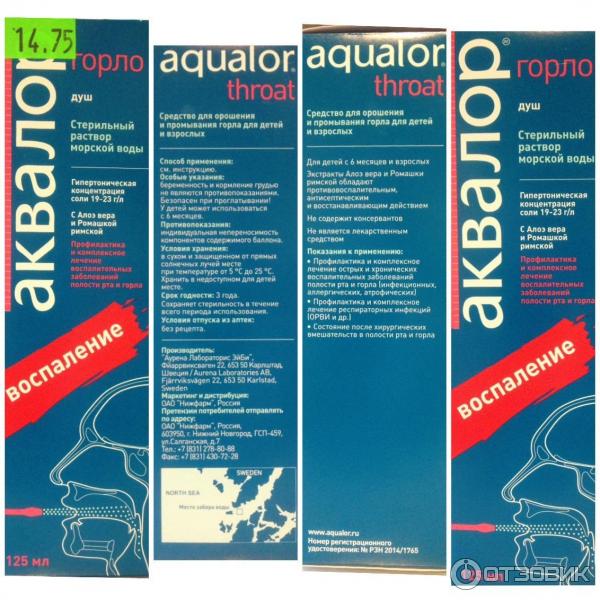 14.75
аквалор
горло
душ
Стерильный
раствор
морской воды
Гипертоническая
концентрация
соли 19–23 г/л
С Алоэ вера
и Ромашкой
римской
Профилактика
и комплексное
лечение
воспалительных
заболеваний
полости рта и горла
воспаление
125 мл
aqualor®
throat
Средство для орошения
и промывания горла для детей
и взрослых
Способ применения:
см. инструкцию.
Особые указания:
беременность и кормление грудью
не являются противопоказаниями.
Безопасен при проглатывании!
У детей может использоваться
с 6 месяцев.
Противопоказания:
индивидуальная непереносимость
компонентов содержимого баллона.
Условия хранения:
в сухом и защищенном от прямых
солнечных лучей месте
при температуре от 5 °С до 25 °С.
Хранить в недоступном для детей
месте.
Срок годности: 3 года.
Сохраняет стерильность в течение
всего периода использования.
Условия отпуска из аптек:
без рецепта.
Производитель:
"Аурена Лабораторис ЭйБи",
Фйаррвиксваген 22, 653 50 Карлштад,
Швеция / Aurena Laboratories AB,
Fjärrviksvägen 22, 653 50 Karlstad,
Sweden
Маркетинг и дистрибуция:
ОАО "Нижфарм", Россия
Претензии потребителей отправлять
по адресу:
ОАО "Нижфарм", Россия,
603950, г. Нижний Новгород, ГСП-459,
ул.Салганская, д.7
Тел.: +7 (831) 278-80-88
Факс: +7 (831) 430-72-28
SWEDEN
NORTH SEA
Место забора воды
aqualor®
throat
Средство для орошения
и промывания горла для детей
и взрослых
Для детей с 6 месяцев и взрослых
Экстракты Алоэ вера и Ромашки
римской обладают
противовоспалительным,
антисептическим
и восстанавливающим действием
Не содержит консервантов
Не является лекарственным
средством
Показания к применению:
• Профилактика и комплексное
лечение острых и хронических
воспалительных заболеваний
полости рта и горла (инфекционных,
аллергических, атрофических)
• Профилактика и комплексное
лечение респираторных инфекций
(ОРВИ и др.)
• Состояние после хирургических
вмешательств в полости рта и горла
www.aqualor.ru
Номер регистрационного
удостоверения: № РЗН 2014/1765
аквалор®
горло
душ
Стерильный
раствор
морской воды
Гипертоническая
концентрация
соли 19–23 г/л
С Алоэ вера
и Ромашкой
римской
Профилактика
и комплексное
лечение
воспалительных
заболеваний
полости рта и горла
воспаление
125 мл
ОТЗОВИК